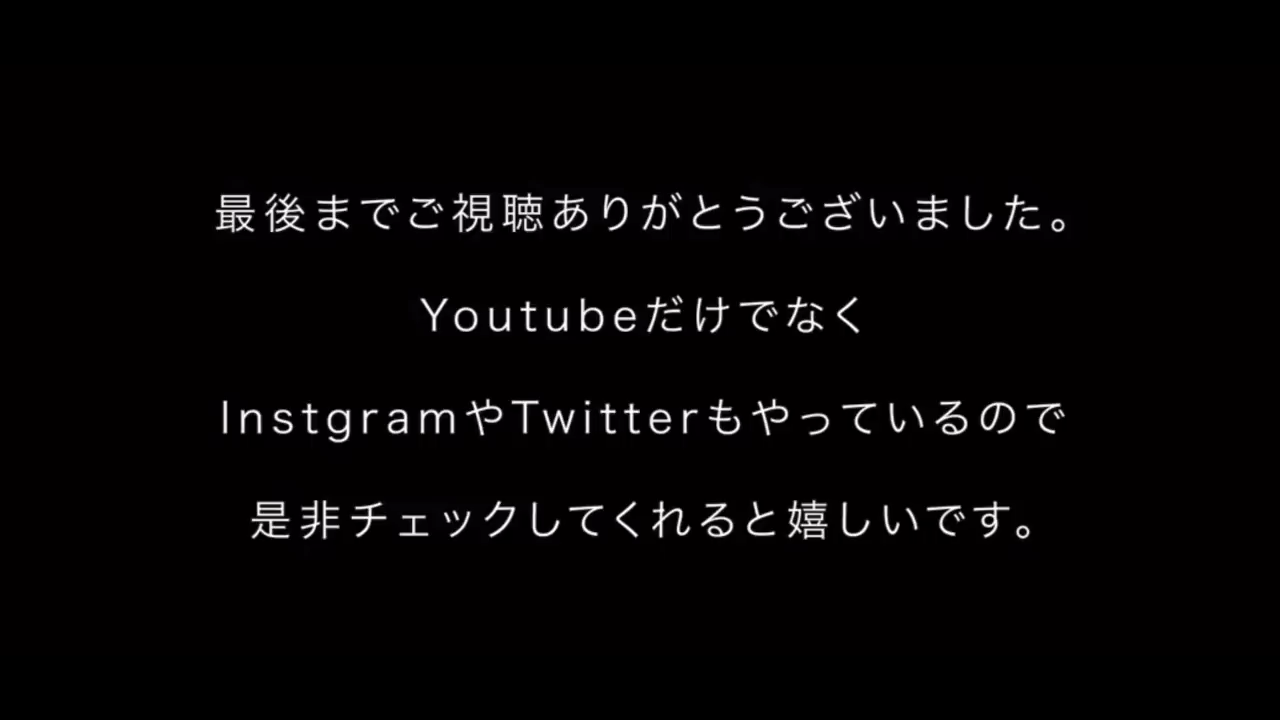 最後までご視聴ありがとうございました。
Youtubeだけでなく
InstgramやTwitterもやっているので
是非チェックしてくれると嬉しいです。